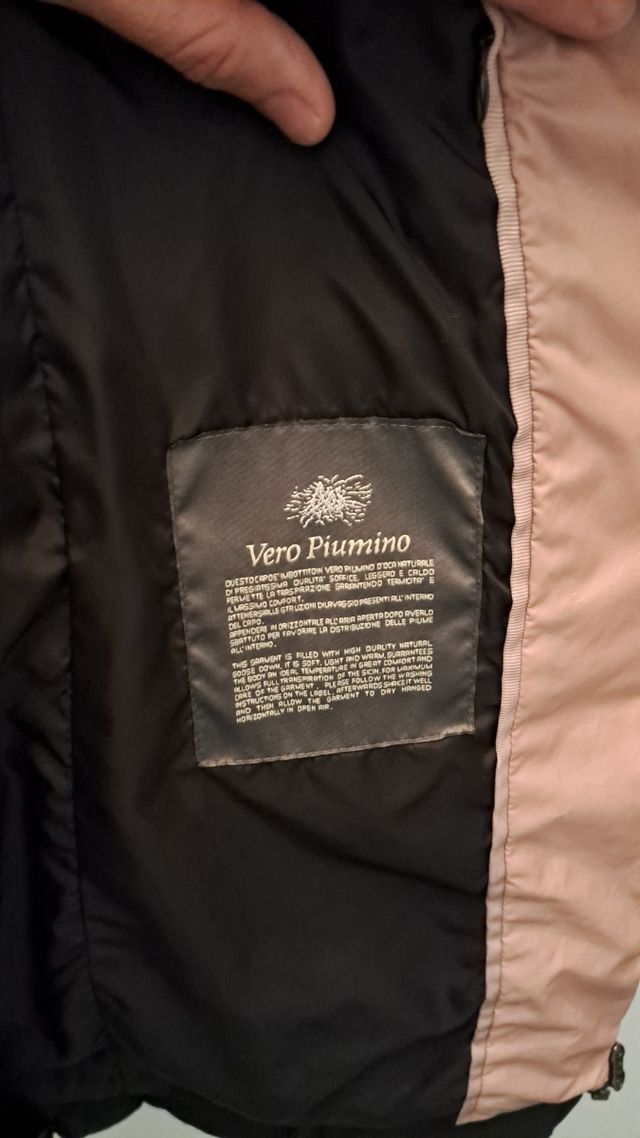 Vero Piumino
QUESTO CAPO E' IMBOTTITO IN VERO PIUMINO D'OCA NATURALE
DI PREGIATISSIMA QUALITA' SOFFICE, LEGGERO E CALDO
PERMETTE LA TRASPIRAZIONE GARANTENDO TERMICITA' E
IL MASSIMO COMFORT.
ATTENERSI ALLE ISTRUZIONI DI LAVAGGIO PRESENTI ALL'INTERNO
DEL CAPO.
APPENDERE IN ORIZZONTALE ALL'ARIA APERTA DOPO AVERLO
SBATTUTO PER FAVORIRE LA DISTRIBUZIONE DELLE PIUME
ALL'INTERNO.
THIS GARMENT IS FILLED WITH HIGH QUALITY NATURAL
GOOSE DOWN. IT IS SOFT, LIGHT AND WARM, GUARANTEES
THE BODY AN IDEAL TEMPERATURE IN GREAT COMFORT AND
ALLOWS FULL TRANSPIRATION OF THE SKIN. FOR MAXIMUM
CARE OF THE GARMENT, PLEASE FOLLOW THE WASHING
INSTRUCTIONS ON THE LABEL. AFTERWARDS SHAKE IT WELL
AND THEN ALLOW THE GARMENT TO DRY HANGED
HORIZONTALLY IN OPEN AIR.